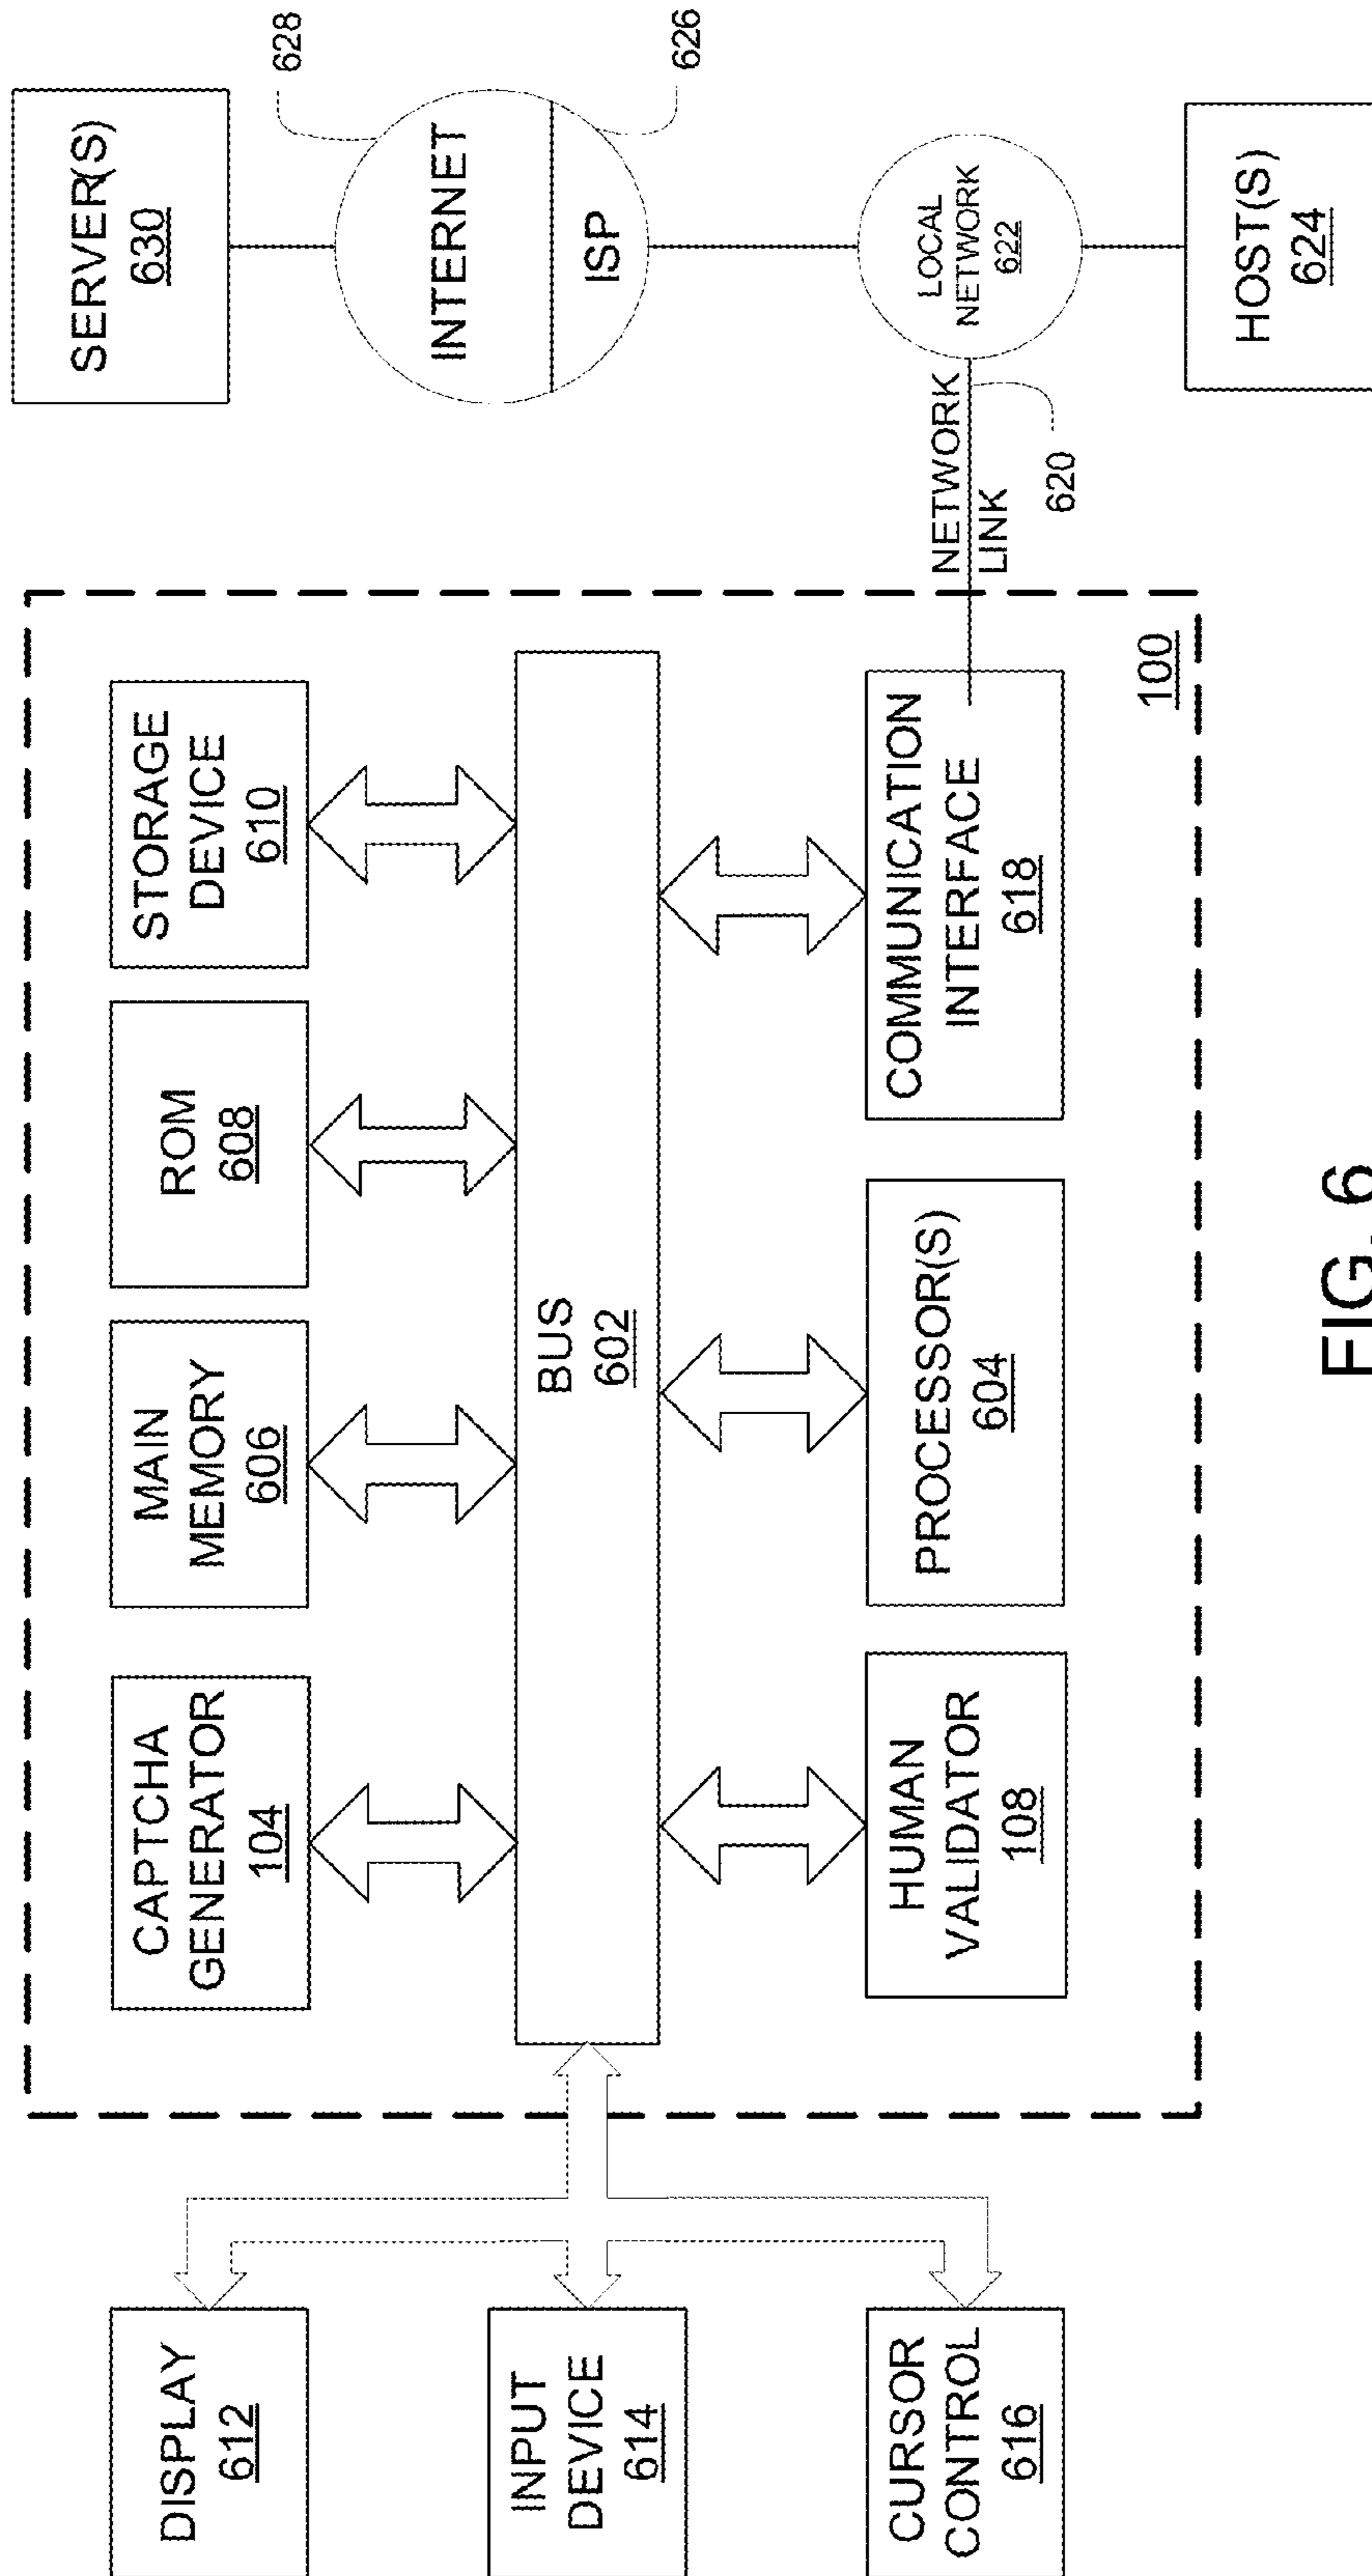 DISPLAY
612
INPUT
DEVICE
614
CURSOR
CONTROL
616
CAPTCHA
GENERATOR
104
MAIN
MEMORY
606
ROM
608
STORAGE
DEVICE
610
BUS
602
HUMAN
VALIDATOR
108
PROCESSOR(S)
604
COMMUNICATION
INTERFACE
618
100
SERVER(S)
630
628
INTERNET
ISP
626
NETWORK
LINK
620
LOCAL
NETWORK
622
HOST(S)
624
FIG. 6